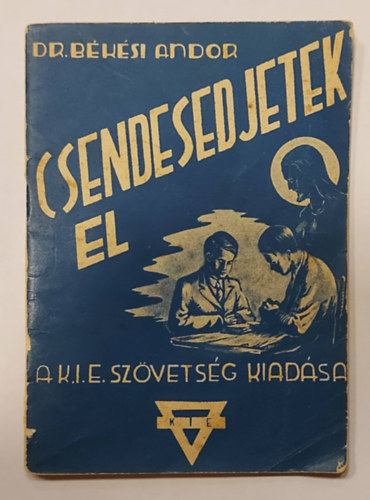 DR. BÉKÉSI ANDOR
CSENDESEDJETEK
EL
A K.I.E. SZÖVETSÉG KIADÁSA
K I E